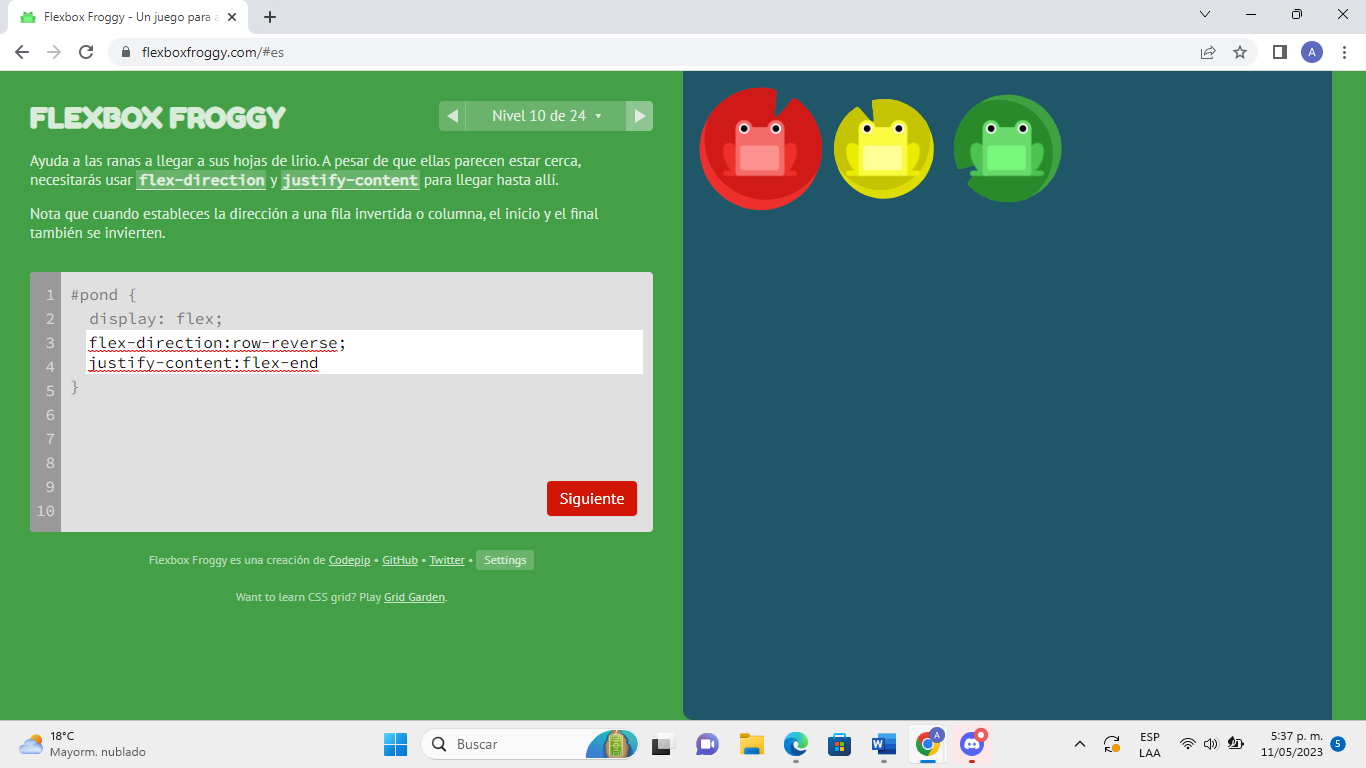 Flexbox Froggy - Un juego para a
flexboxfroggy.com/#es
A
FLEXBOX FROGGY
Nivel 10 de 24
Ayuda a las ranas a llegar a sus hojas de lirio. A pesar de que ellas parecen estar cerca,
necesitarás usar flex-direction y justify-content para llegar hasta allí.
Nota que cuando estableces la dirección a una fila invertida o columna, el inicio y el final
también se invierten.
1 #pond {
2 display: flex;
3 flex-direction:row-reverse;
4 justify-content:flex-end
5 }
6
7
8
9
10
Siguiente
Flexbox Froggy es una creación de Codepip • GitHub • Twitter • Settings
Want to learn CSS grid? Play Grid Garden.
18°C
Mayorm. nublado
Buscar
A
ESP
LAA
5:37 p. m.
11/05/2023
5